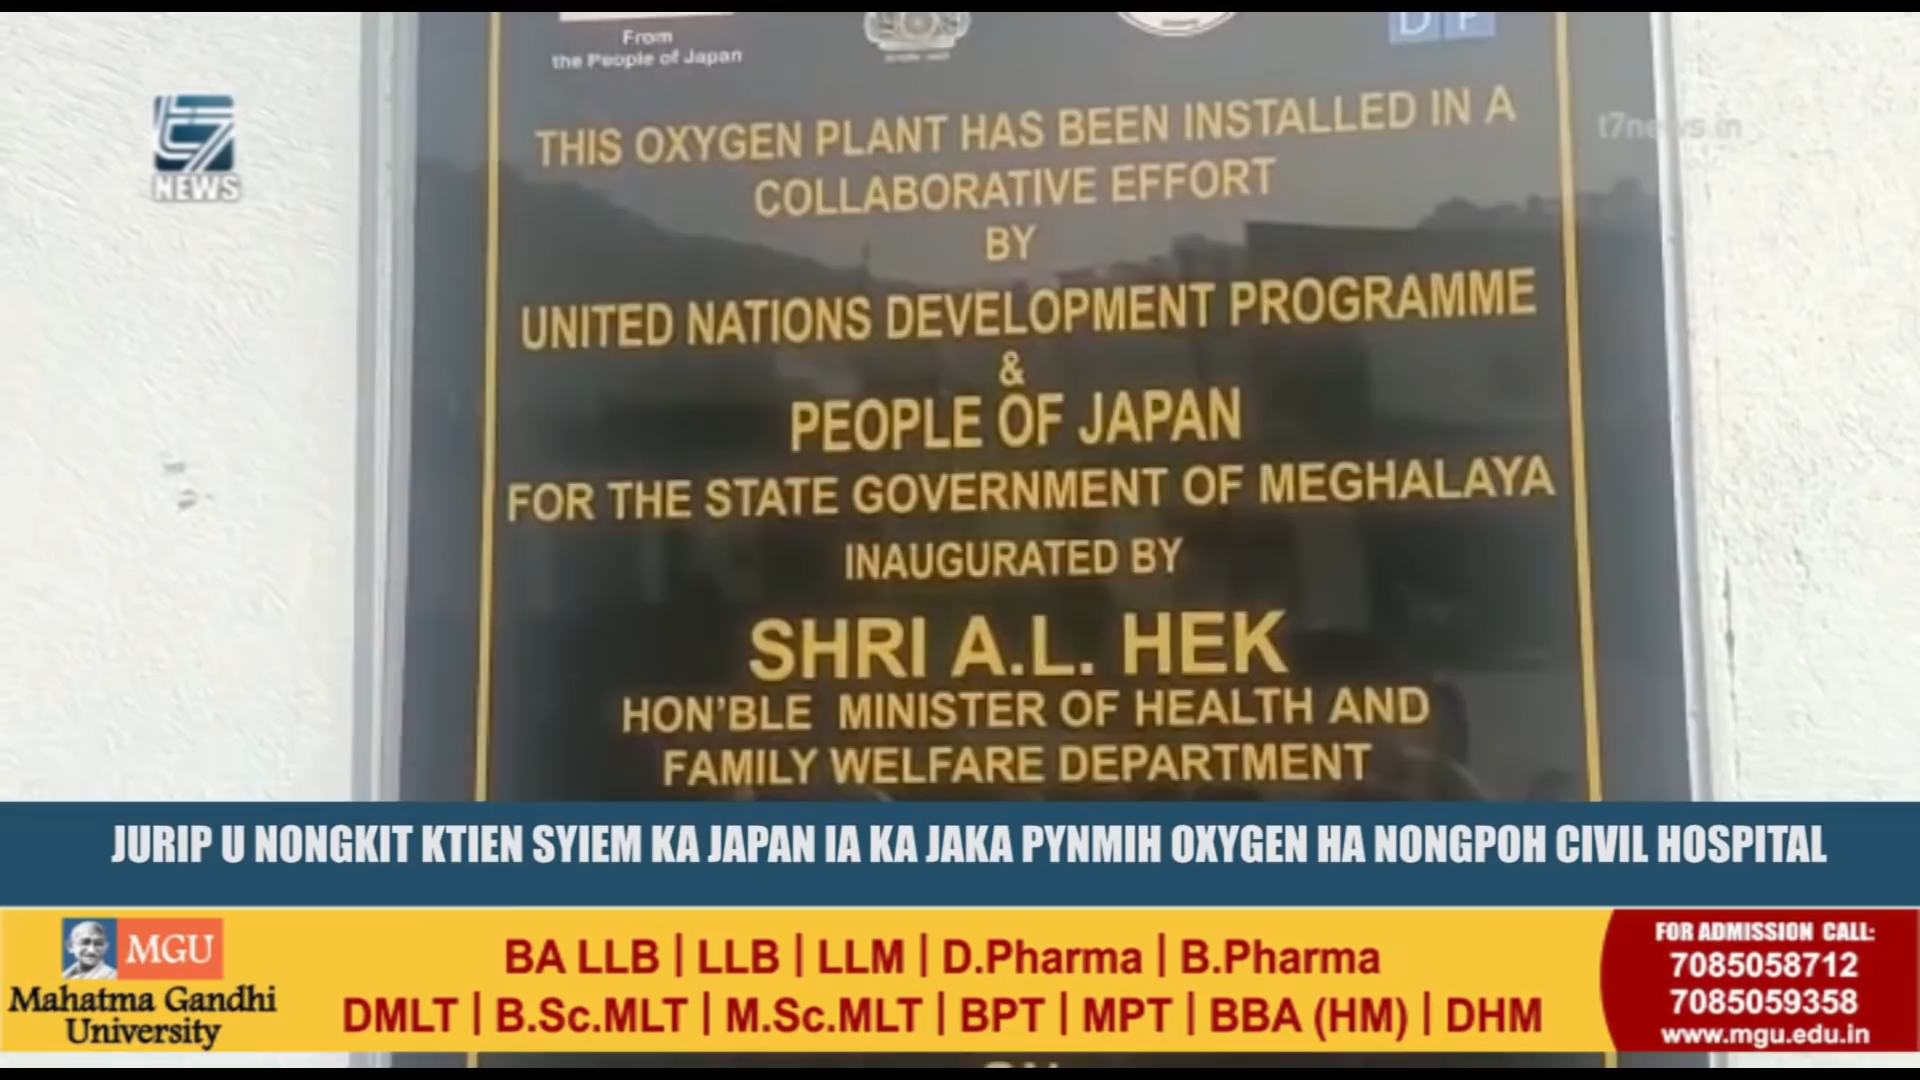 From
the People of Japan
DP
T7
NEWS
t7news.in
THIS OXYGEN PLANT HAS BEEN INSTALLED IN A
COLLABORATIVE EFFORT
BY
UNITED NATIONS DEVELOPMENT PROGRAMME
&
PEOPLE OF JAPAN
FOR THE STATE GOVERNMENT OF MEGHALAYA
INAUGURATED BY
SHRI A.L. HEK
HON'BLE MINISTER OF HEALTH AND
FAMILY WELFARE DEPARTMENT
JURIP U NONGKIT KTIEN SYIEM KA JAPAN IA KA JAKA PYNMIH OXYGEN HA NONGPOH CIVIL HOSPITAL
MGU
Mahatma Gandhi
University
BA LLB | LLB | LLM | D.Pharma | B.Pharma
DMLT | B.Sc.MLT | M.Sc.MLT | BPT | MPT | BBA (HM) | DHM
FOR ADMISSION CALL:
7085058712
7085059358
www.mgu.edu.in